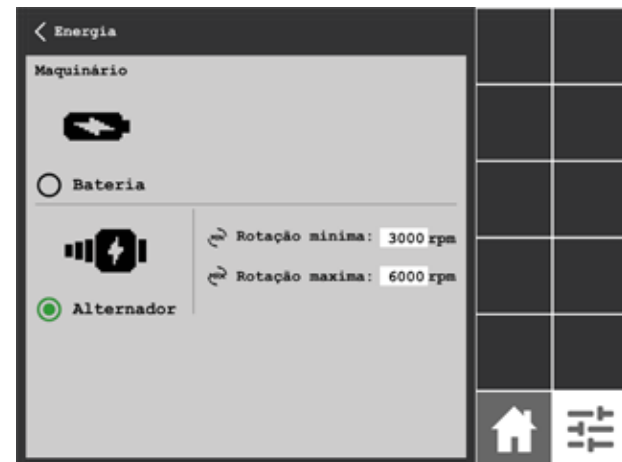 Energia
Maquinário
Bateria
Rotação minima: 3000 rpm
Rotação maxima: 6000 rpm
Alternador